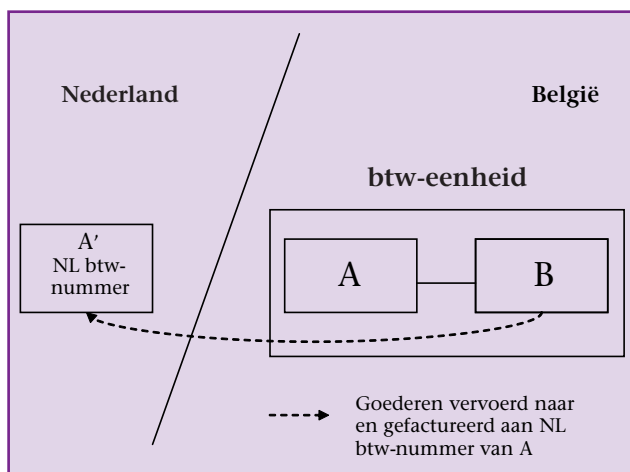 Nederland
België
btw-eenheid
A′
NL btw-
nummer
A
B
Goederen vervoerd naar
en gefactureerd aan NL
btw-nummer van A